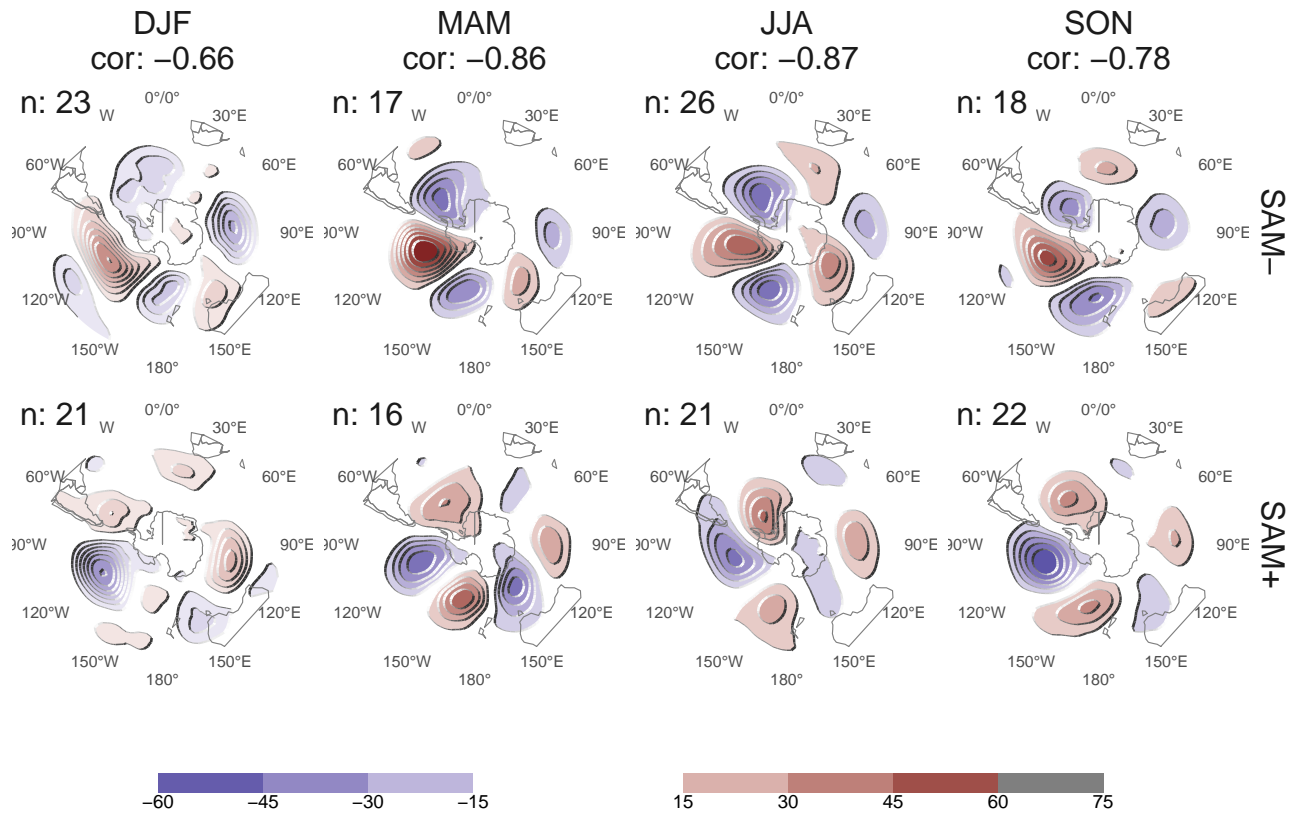 DJF MAM JJA SON
cor: −0.66 cor: −0.86 cor: −0.87 cor: −0.78
n: 23 W 0°/0° 30°E n: 17 W 0°/0° 30°E n: 26 W 0°/0° 30°E n: 18 W 0°/0° 30°E
60°W 60°E 60°W 60°E 60°W 60°E 60°W 60°E
90°W 90°E 90°W 90°E 90°W 90°E 90°W 90°E
SAM−
120°W 120°E 120°W 120°E 120°W 120°E 120°W 120°E
150°W 150°E 150°W 150°E 150°W 150°E 150°W 150°E
180° 180° 180° 180°
n: 21 W 0°/0° 30°E n: 16 W 0°/0° 30°E n: 21 W 0°/0° 30°E n: 22 W 0°/0° 30°E
60°W 60°E 60°W 60°E 60°W 60°E 60°W 60°E
90°W 90°E 90°W 90°E 90°W 90°E 90°W 90°E
SAM+
120°W 120°E 120°W 120°E 120°W 120°E 120°W 120°E
150°W 150°E 150°W 150°E 150°W 150°E 150°W 150°E
180° 180° 180° 180°
−60 −45 −30 −15 15 30 45 60 75